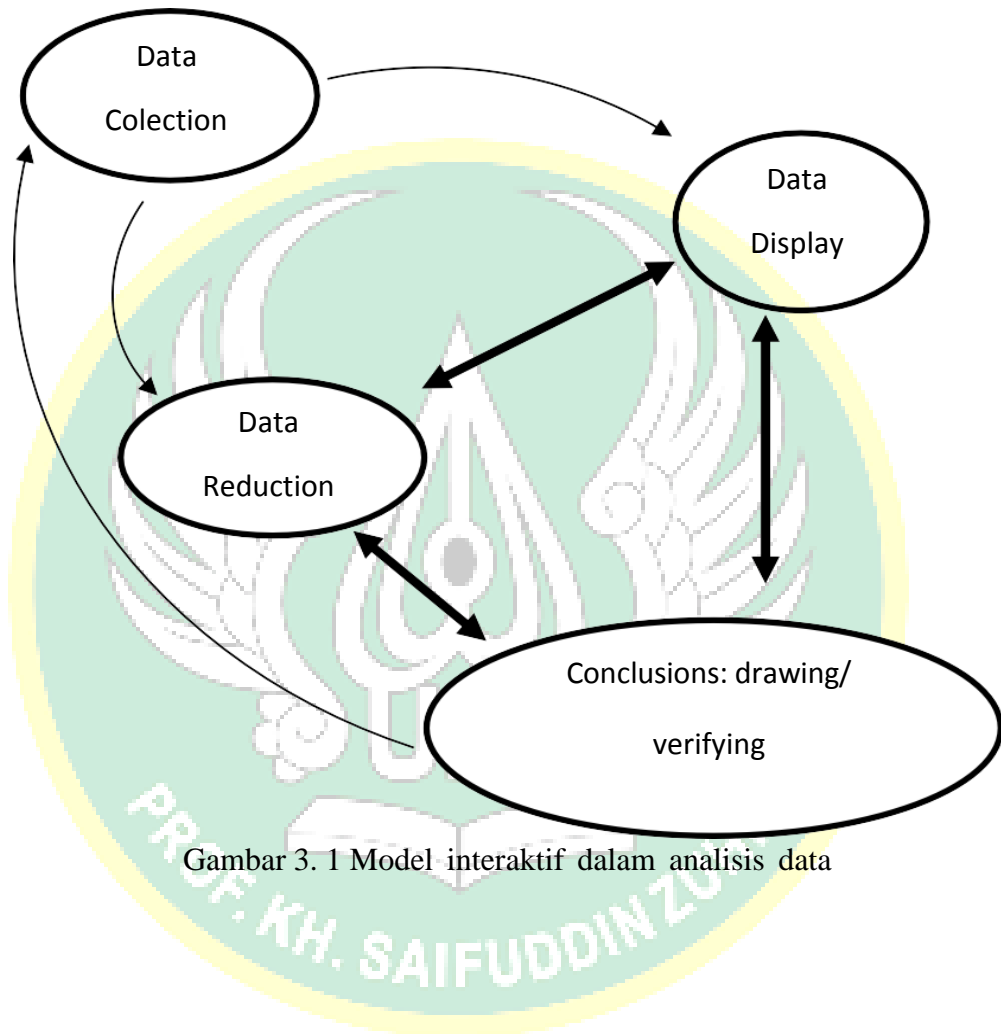 Data
Colection
Data
Display
Data
Reduction
Conclusions: drawing/
verifying
Gambar 3. 1 Model interaktif dalam analisis data
PROF. KH. SAIFUDDIN